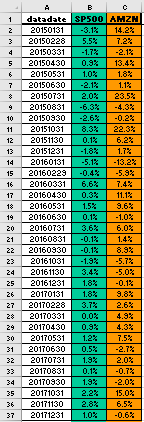 A B C
1 datadate SP500 AMZN
2 20150131 -3.1% 14.2%
3 20150228 5.5% 7.2%
4 20150331 -1.7% -2.1%
5 20150430 0.9% 13.4%
6 20150531 1.0% 1.8%
7 20150630 -2.1% 1.1%
8 20150731 2.0% 23.5%
9 20150831 -6.3% -4.3%
10 20150930 -2.6% -0.2%
11 20151031 8.3% 22.3%
12 20151130 0.1% 6.2%
13 20151231 -1.8% 1.7%
14 20160131 -5.1% -13.2%
15 20160229 -0.4% -5.9%
16 20160331 6.6% 7.4%
17 20160430 0.3% 11.1%
18 20160531 1.5% 9.6%
19 20160630 0.1% -1.0%
20 20160731 3.6% 6.0%
21 20160831 -0.1% 1.4%
22 20160930 -0.1% 8.9%
23 20161031 -1.9% -5.7%
24 20161130 3.4% -5.0%
25 20161231 1.8% -0.1%
26 20170131 1.8% 9.8%
27 20170228 3.7% 2.6%
28 20170331 0.0% 4.9%
29 20170430 0.9% 4.3%
30 20170531 1.2% 7.5%
31 20170630 0.5% -2.7%
32 20170731 1.9% 2.0%
33 20170831 0.1% -0.7%
34 20170930 1.9% -2.0%
35 20171031 2.2% 15.0%
36 20171130 2.8% 6.5%
37 20171231 1.0% -0.6%